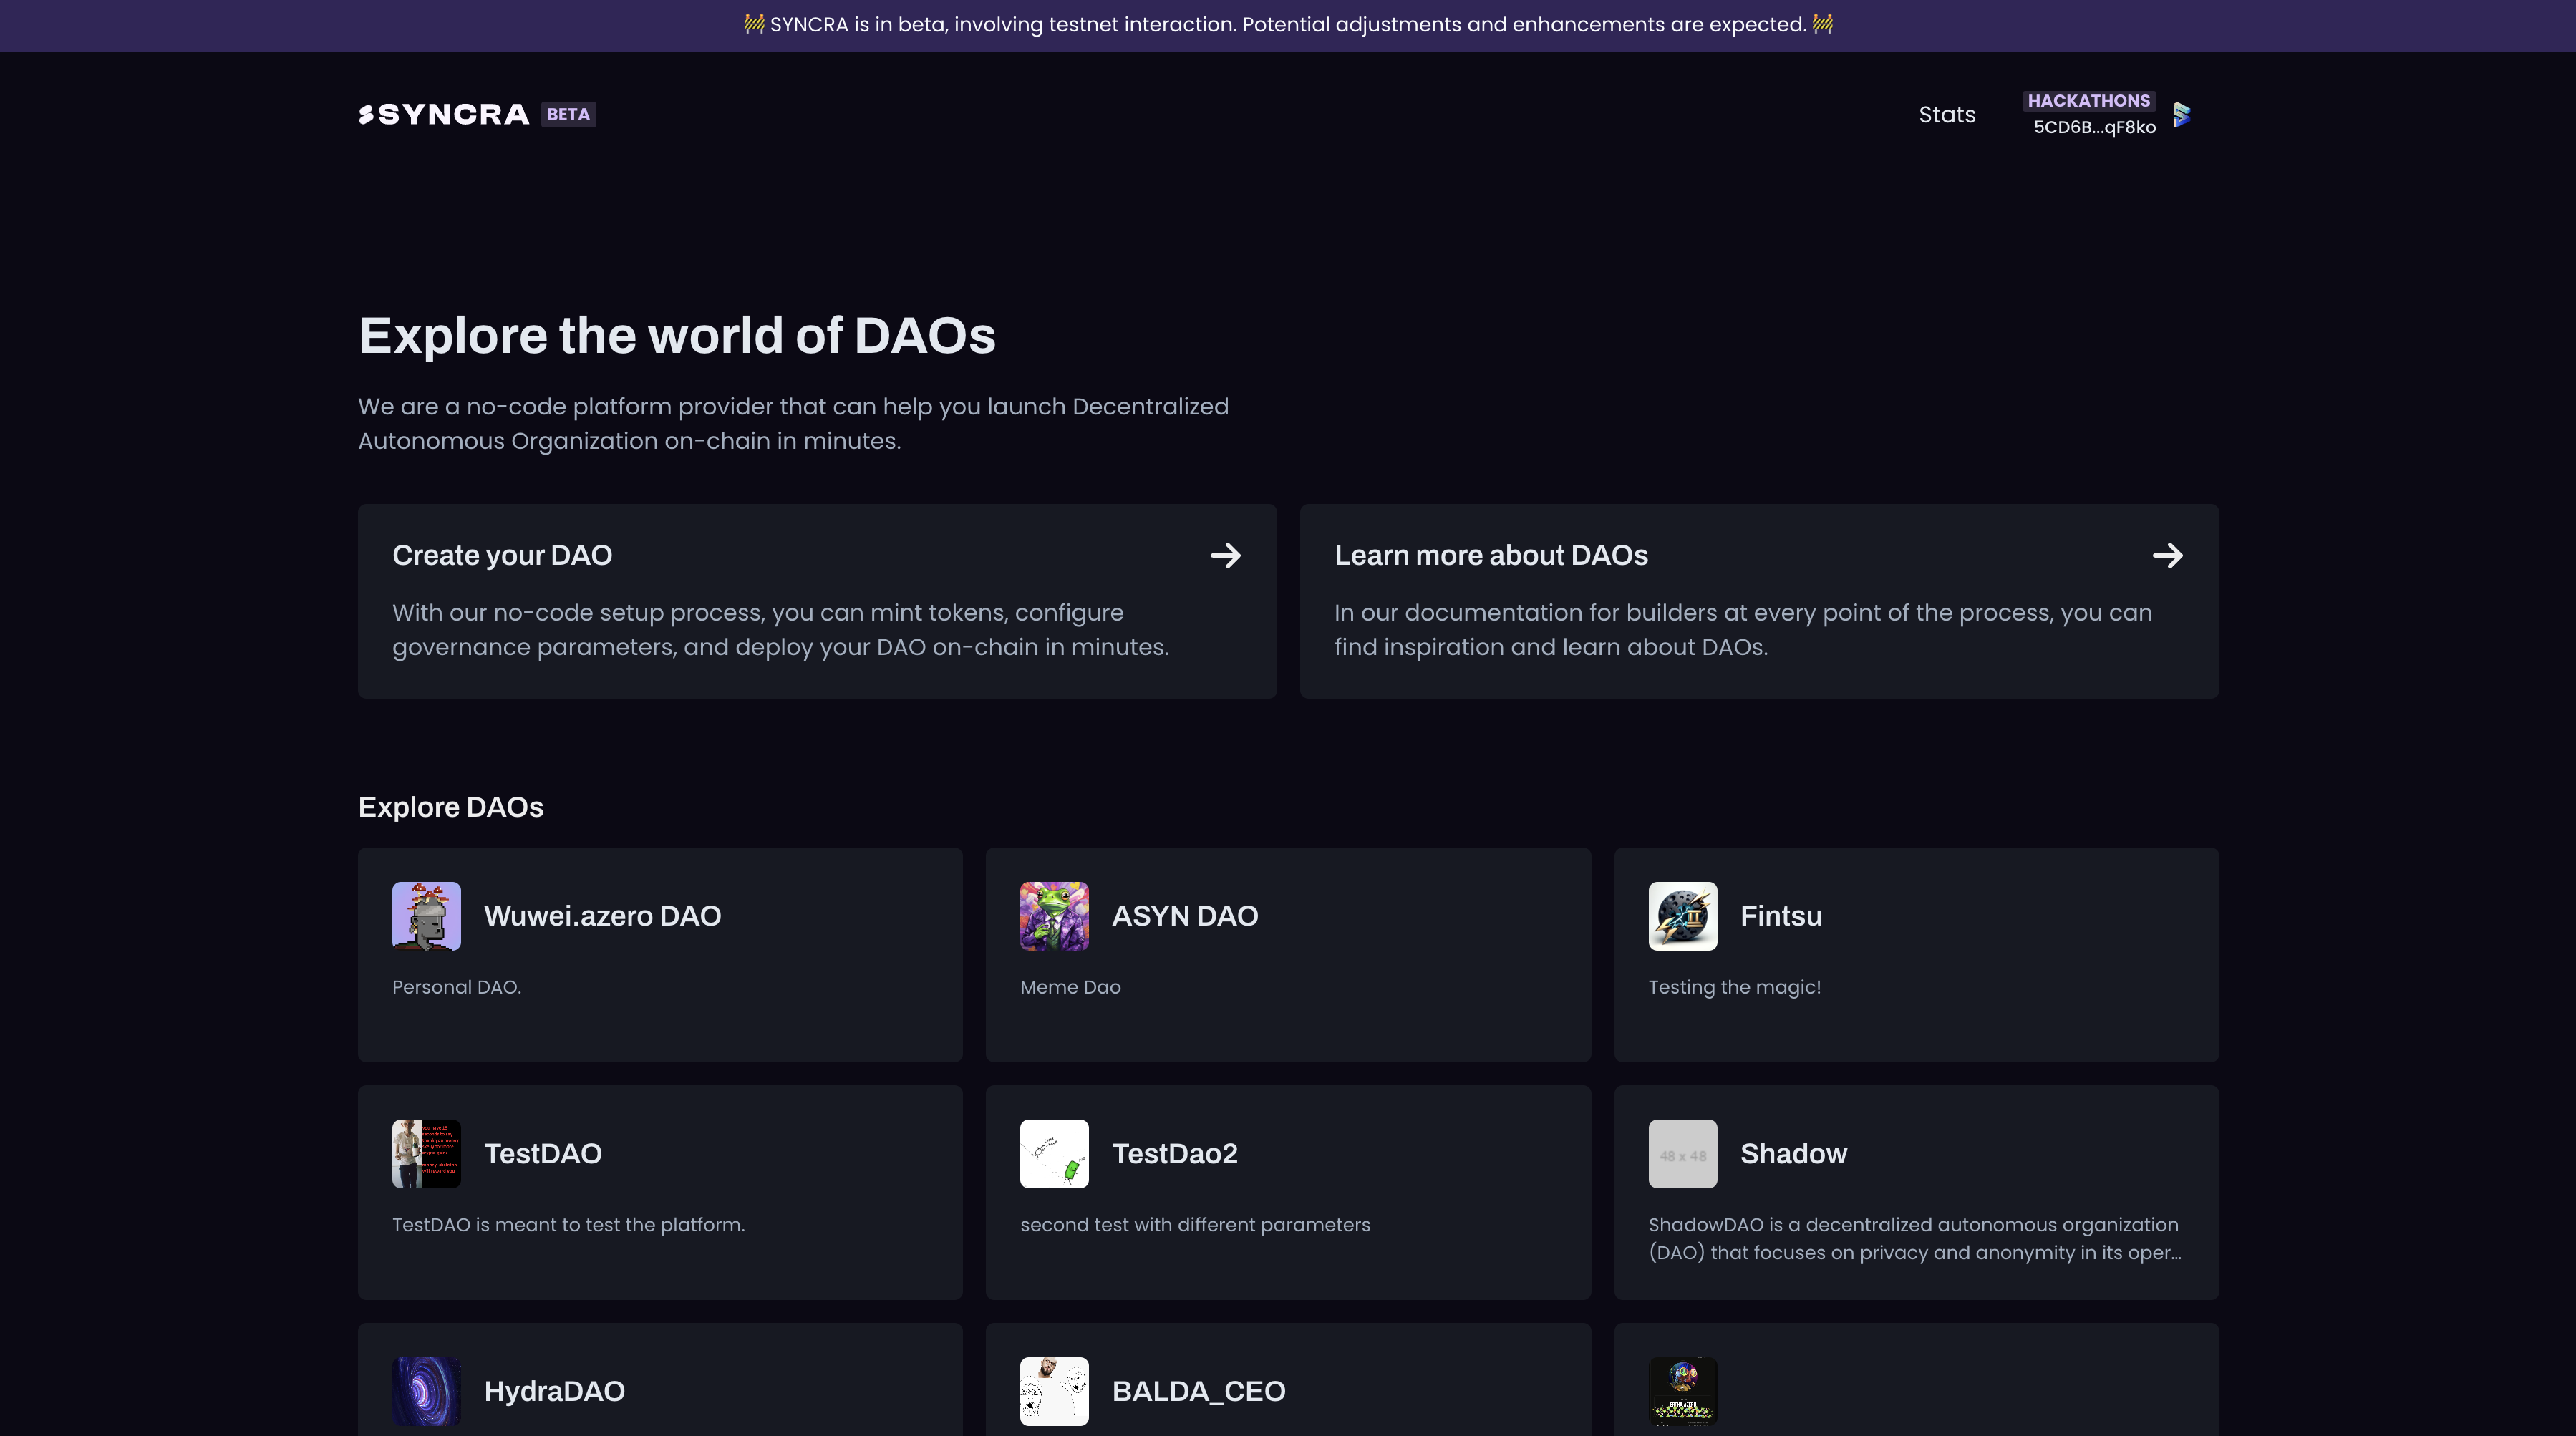 🚧 SYNCRA is in beta, involving testnet interaction. Potential adjustments and enhancements are expected. 🚧
SYNCRA BETA
Stats
HACKATHONS
5CD6B...qF8ko
Explore the world of DAOs
We are a no-code platform provider that can help you launch Decentralized
Autonomous Organization on-chain in minutes.
Create your DAO
With our no-code setup process, you can mint tokens, configure
governance parameters, and deploy your DAO on-chain in minutes.
Learn more about DAOs
In our documentation for builders at every point of the process, you can
find inspiration and learn about DAOs.
Explore DAOs
Wuwei.azero DAO
Personal DAO.
ASYN DAO
Meme Dao
Fintsu
Testing the magic!
TestDAO
TestDAO is meant to test the platform.
TestDao2
second test with different parameters
48 x 48
Shadow
ShadowDAO is a decentralized autonomous organization
(DAO) that focuses on privacy and anonymity in its oper...
HydraDAO
BALDA_CEO